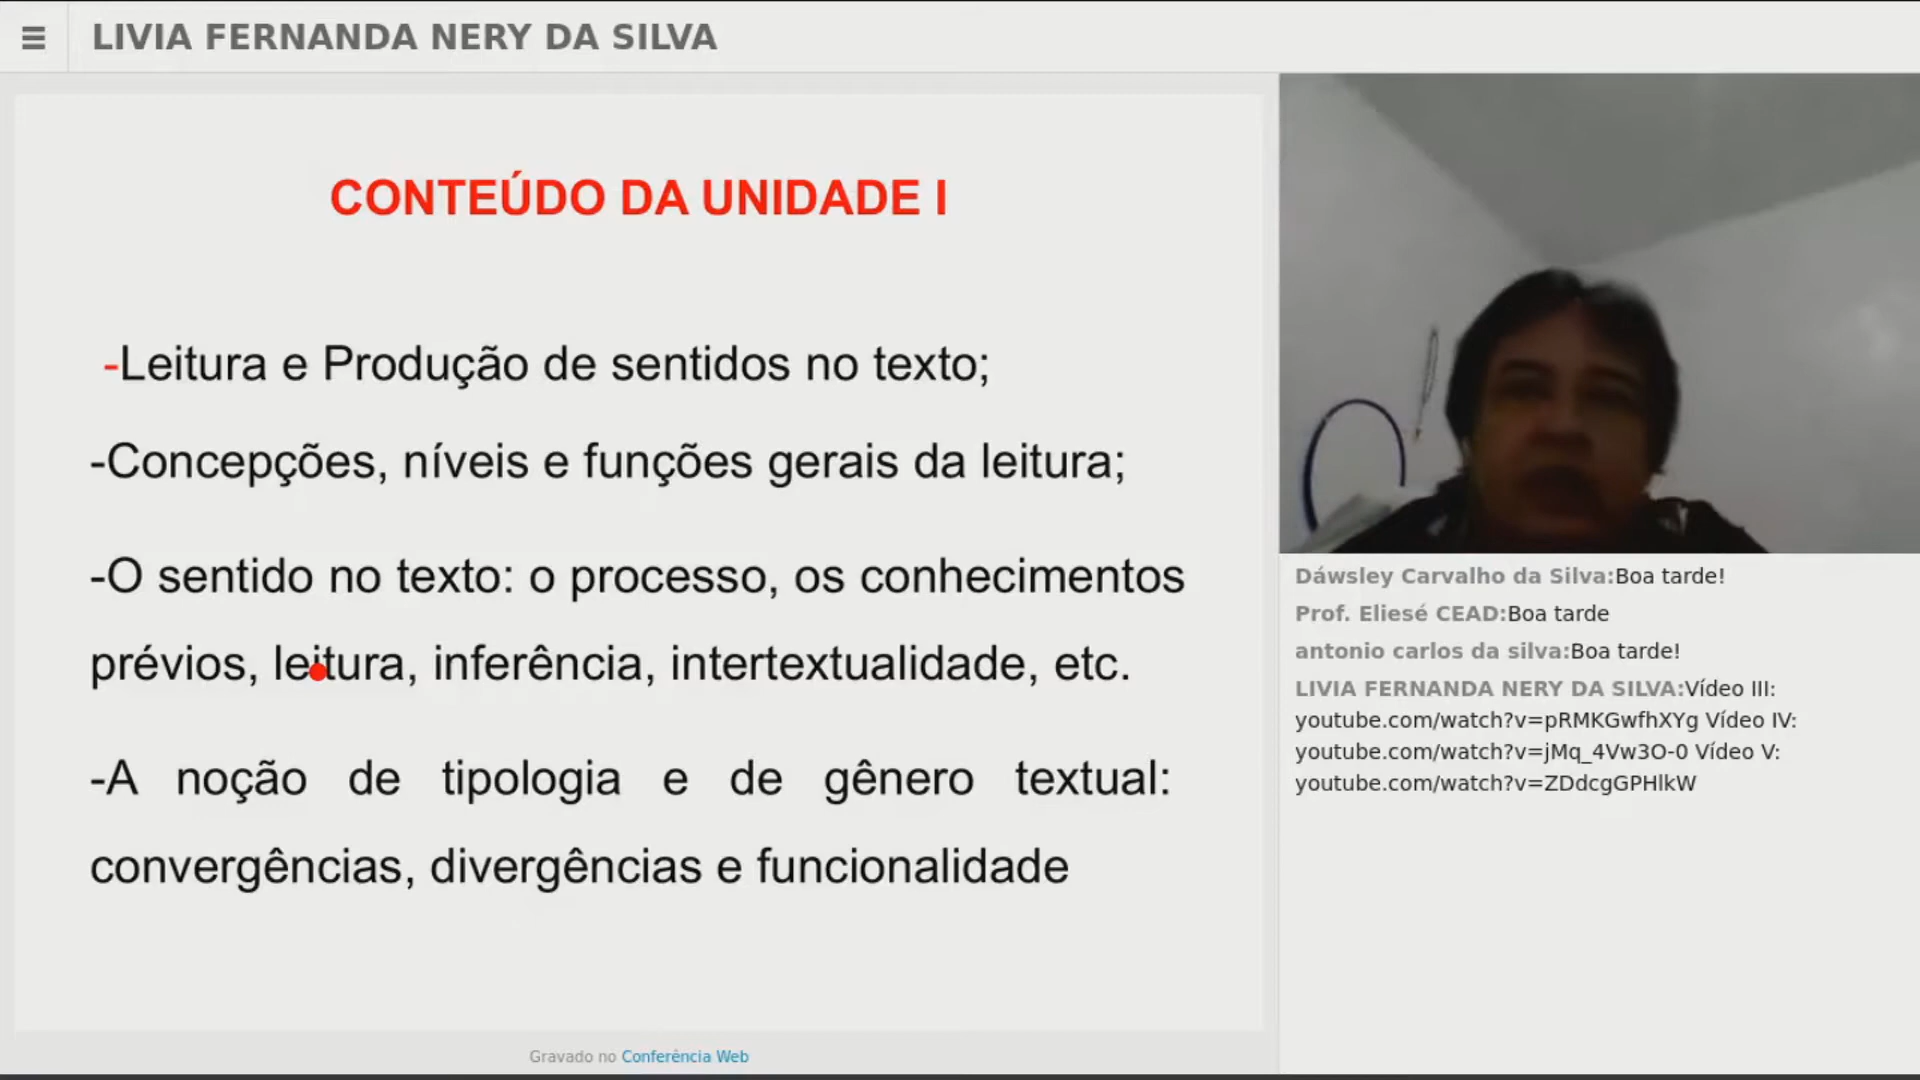 LIVIA FERNANDA NERY DA SILVA
CONTEÚDO DA UNIDADE I
-Leitura e Produção de sentidos no texto;
-Concepções, níveis e funções gerais da leitura;
-O sentido no texto: o processo, os conhecimentos
prévios, leitura, inferência, intertextualidade, etc.
-A noção de tipologia e de gênero textual:
convergências, divergências e funcionalidade
Gravado no Conferência Web
Dáwsley Carvalho da Silva:Boa tarde!
Prof. Eliesé CEAD:Boa tarde
antonio carlos da silva:Boa tarde!
LIVIA FERNANDA NERY DA SILVA:Vídeo III:
youtube.com/watch?v=pRMKGwfhXYg Vídeo IV:
youtube.com/watch?v=jMq_4Vw3O-0 Vídeo V:
youtube.com/watch?v=ZDdcgGPHlkW